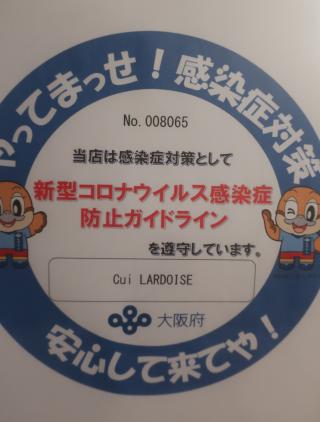 やってまっせ！感染症対策
No.008065
当店は感染症対策として
新型コロナウイルス感染症
防止ガイドライン
を遵守しています。
Cui LARDOISE
大阪府
安心して来てや！